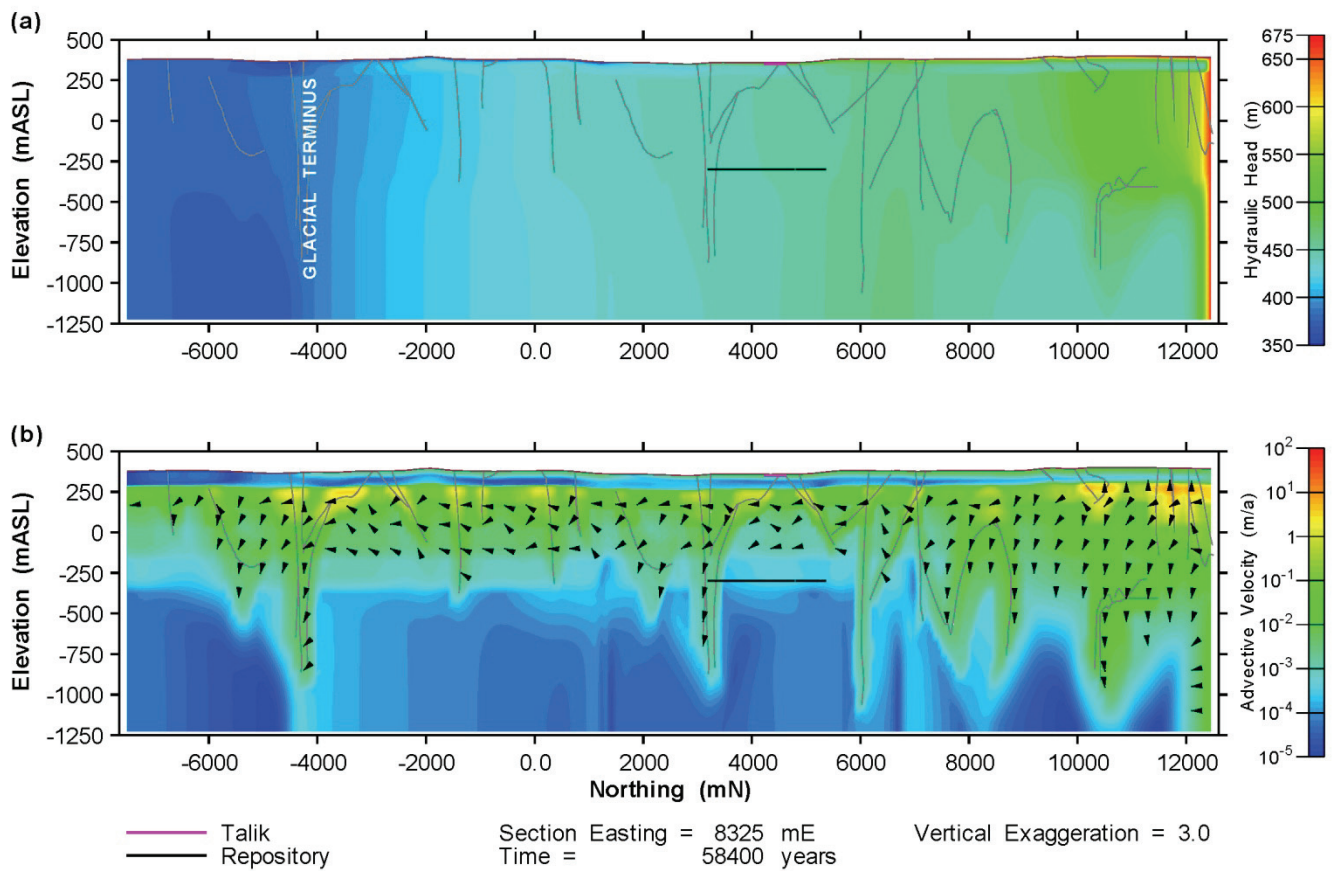 (a)
500
250
0
-250
-500
-750
-1000
-1250
Elevation (mASL)
GLACIAL TERMINUS
-6000 -4000 -2000 0.0 2000 4000 6000 8000 10000 12000
675
650
600
550
500
450
400
350
Hydraulic Head (m)
(b)
500
250
0
-250
-500
-750
-1000
-1250
Elevation (mASL)
-6000 -4000 -2000 0.0 2000 4000 6000 8000 10000 12000
Northing (mN)
10²
10¹
1
10⁻¹
10⁻²
10⁻³
10⁻⁴
10⁻⁵
Advective Velocity (m/a)
Talik Section Easting = 8325 mE Vertical Exaggeration = 3.0
Repository Time = 58400 years